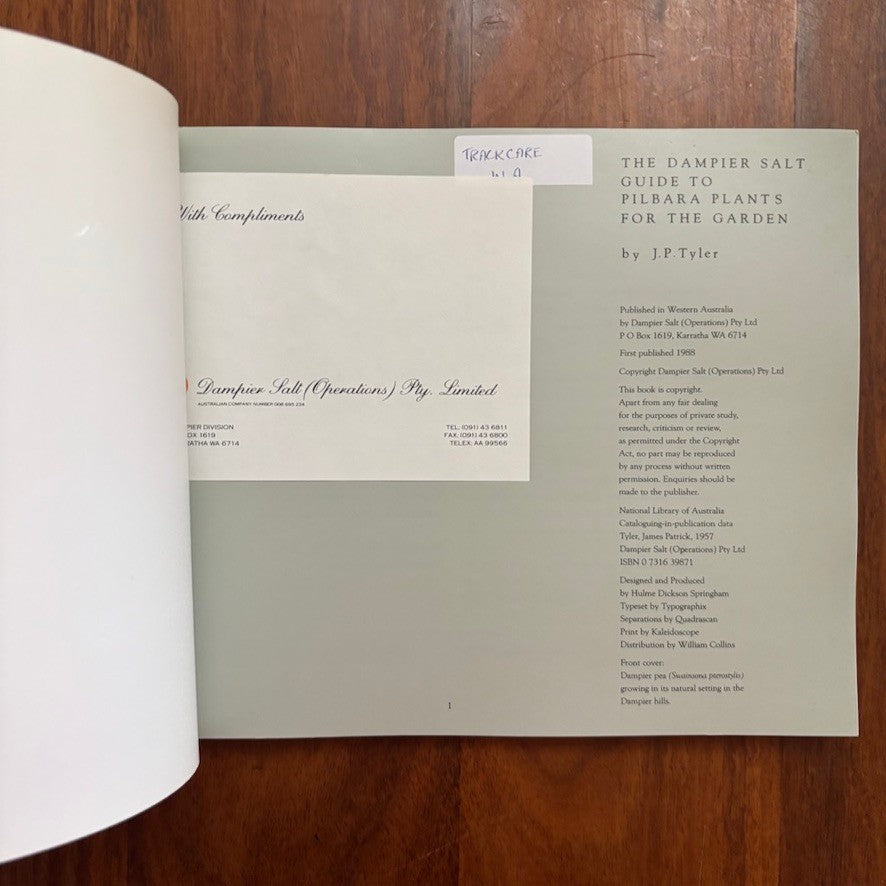 TRACKCARE
W A
With Compliments
Dampier Salt (Operations) Pty. Limited
AUSTRALIAN COMPANY NUMBER 008 695 234
PIER DIVISION
OX 1619
RATHA WA 6714
TEL: (091) 43 6811
FAX: (091) 43 6800
TELEX: AA 99566
THE DAMPIER SALT
GUIDE TO
PILBARA PLANTS
FOR THE GARDEN
by J.P.Tyler
Published in Western Australia
by Dampier Salt (Operations) Pty Ltd
P O Box 1619, Karratha WA 6714
First published 1988
Copyright Dampier Salt (Operations) Pty Ltd
This book is copyright.
Apart from any fair dealing
for the purposes of private study,
research, criticism or review,
as permitted under the Copyright
Act, no part may be reproduced
by any process without written
permission. Enquiries should be
made to the publisher.
National Library of Australia
Cataloguing-in-publication data
Tyler, James Patrick, 1957
Dampier Salt (Operations) Pty Ltd
ISBN 0 7316 39871
Designed and Produced
by Hulme Dickson Springham
Typeset by Typographix
Separations by Quadrascan
Print by Kaleidoscope
Distribution by William Collins
Front cover:
Dampier pea (Swainsona pterostylis)
growing in its natural setting in the
Dampier hills.
1